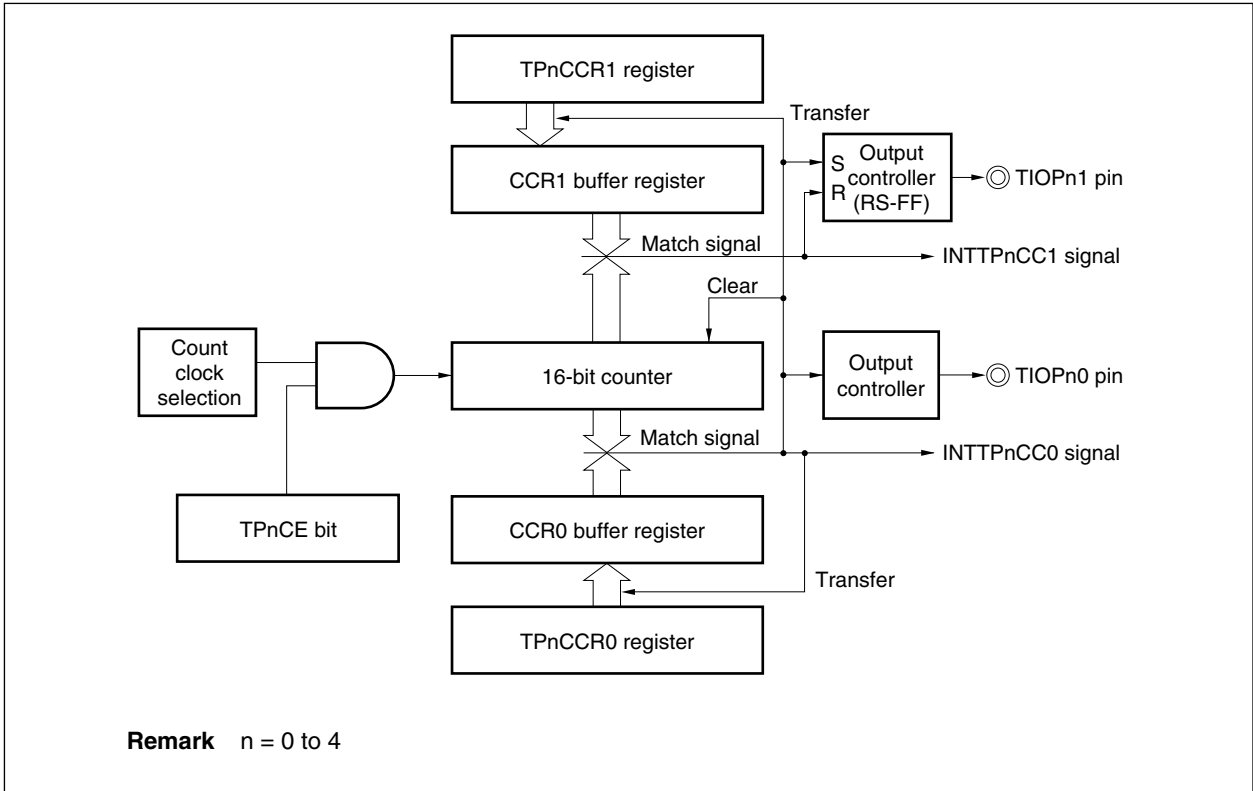 TPnCCR1 register
Transfer
CCR1 buffer register
S
R
Output
controller
(RS-FF)
TIOPn1 pin
Match signal
INTTPnCC1 signal
Clear
Count
clock
selection
16-bit counter
Output
controller
TIOPn0 pin
Match signal
INTTPnCC0 signal
TPnCE bit
CCR0 buffer register
Transfer
TPnCCR0 register
Remark n = 0 to 4